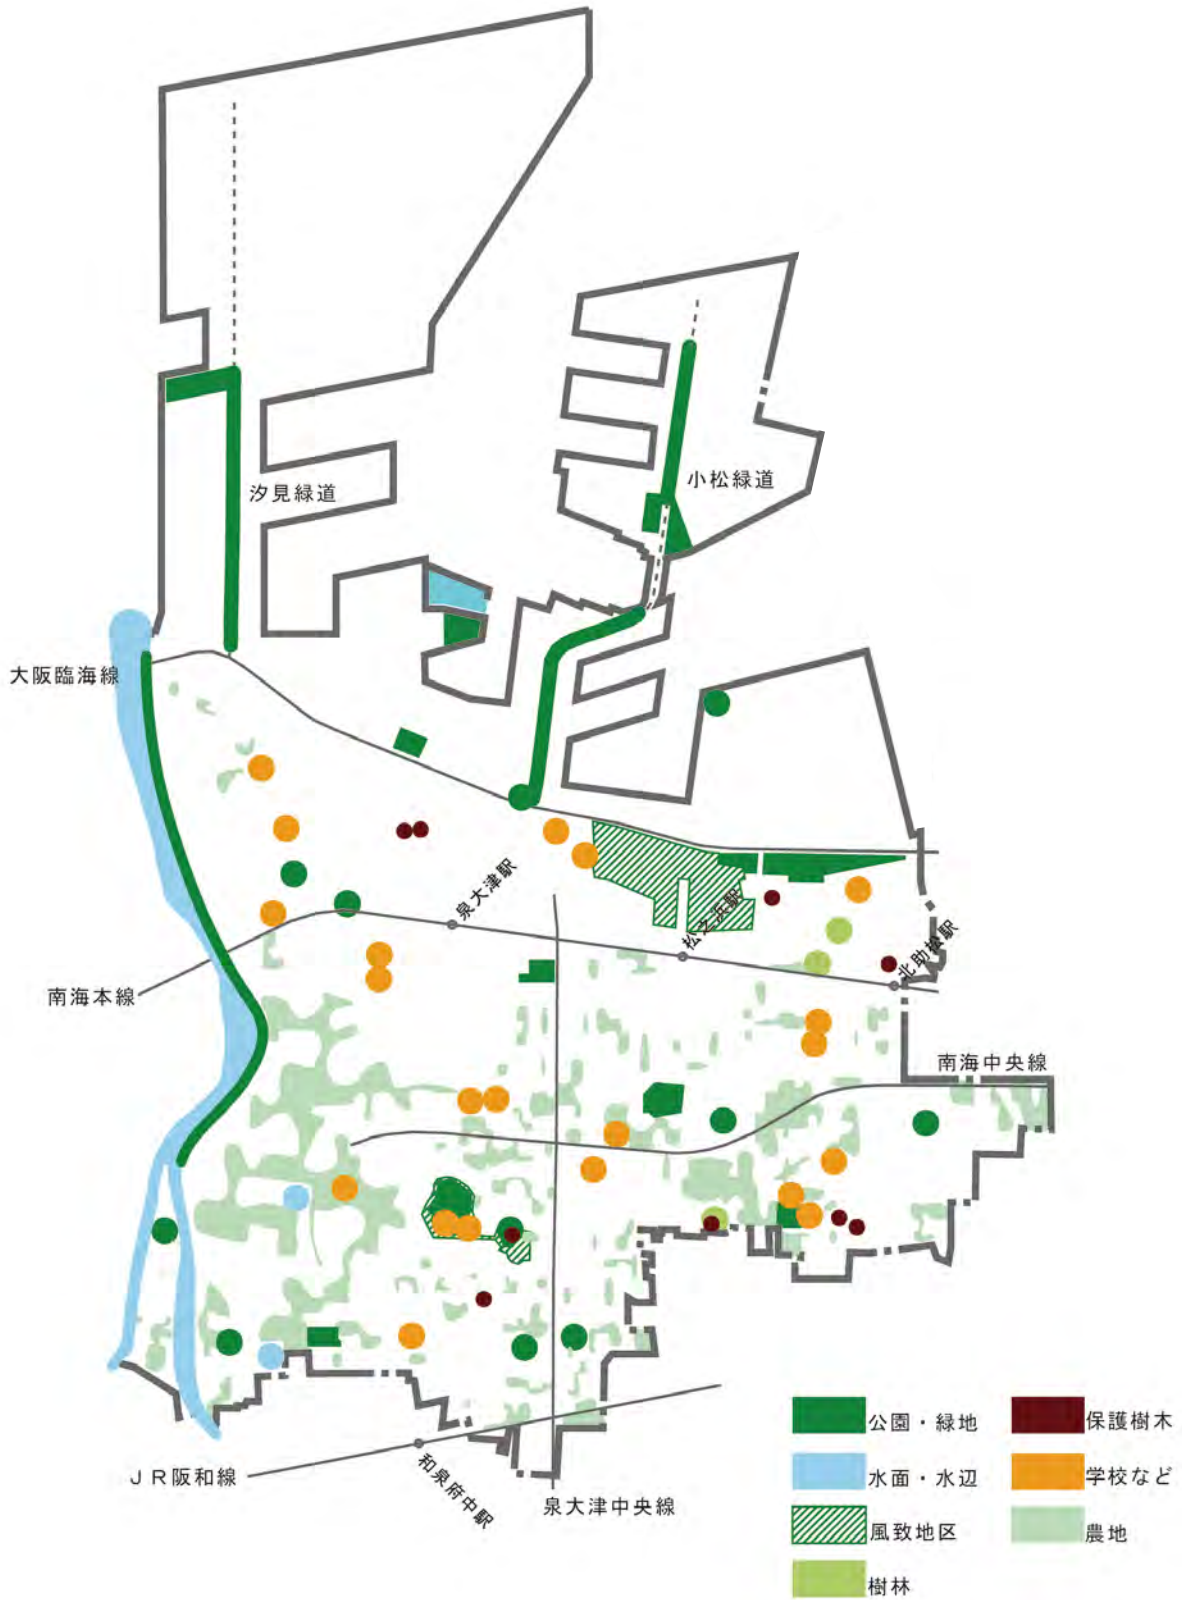 小松緑道
汐見緑道
大阪臨海線
泉大津駅
松之浜駅
北助松駅
南海本線
南海中央線
JR阪和線
和泉府中駅
泉大津中央線
公園・緑地
保護樹木
水面・水辺
学校など
風致地区
農地
樹林